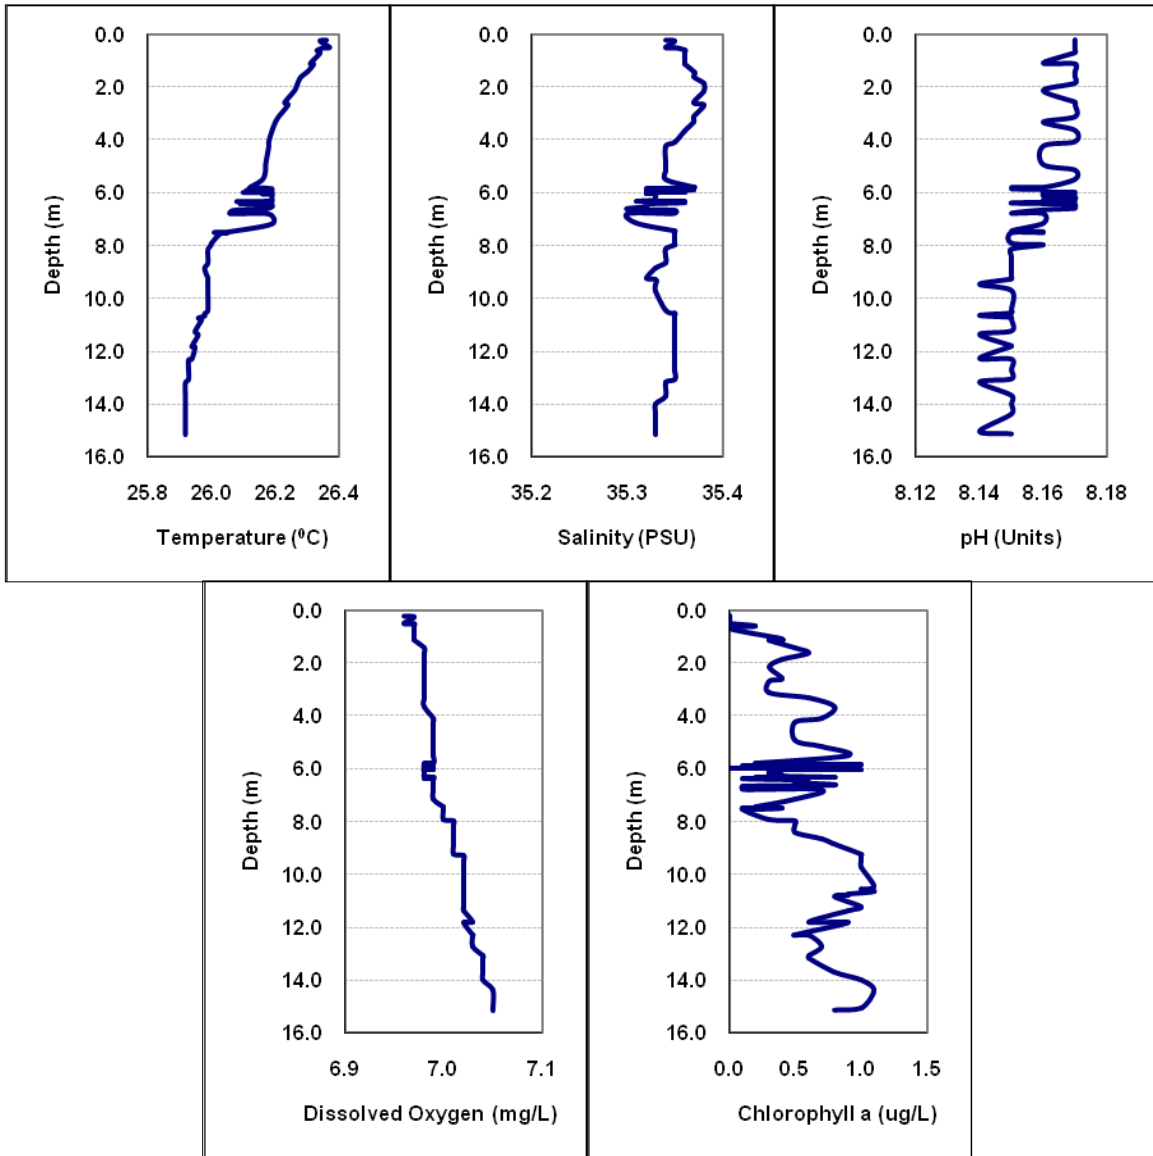 0.0 0.0 0.0
2.0 2.0 2.0
4.0 4.0 4.0
6.0 6.0 6.0
8.0 8.0 8.0
10.0 10.0 10.0
12.0 12.0 12.0
14.0 14.0 14.0
16.0 16.0 16.0
Depth (m) Depth (m) Depth (m)
25.8 26.0 26.2 26.4 35.2 35.3 35.4 8.12 8.14 8.16 8.18
Temperature (⁰C) Salinity (PSU) pH (Units)
0.0 0.0
2.0 2.0
4.0 4.0
6.0 6.0
8.0 8.0
10.0 10.0
12.0 12.0
14.0 14.0
16.0 16.0
Depth (m) Depth (m)
6.9 7.0 7.1 0.0 0.5 1.0 1.5
Dissolved Oxygen (mg/L) Chlorophyll a (ug/L)